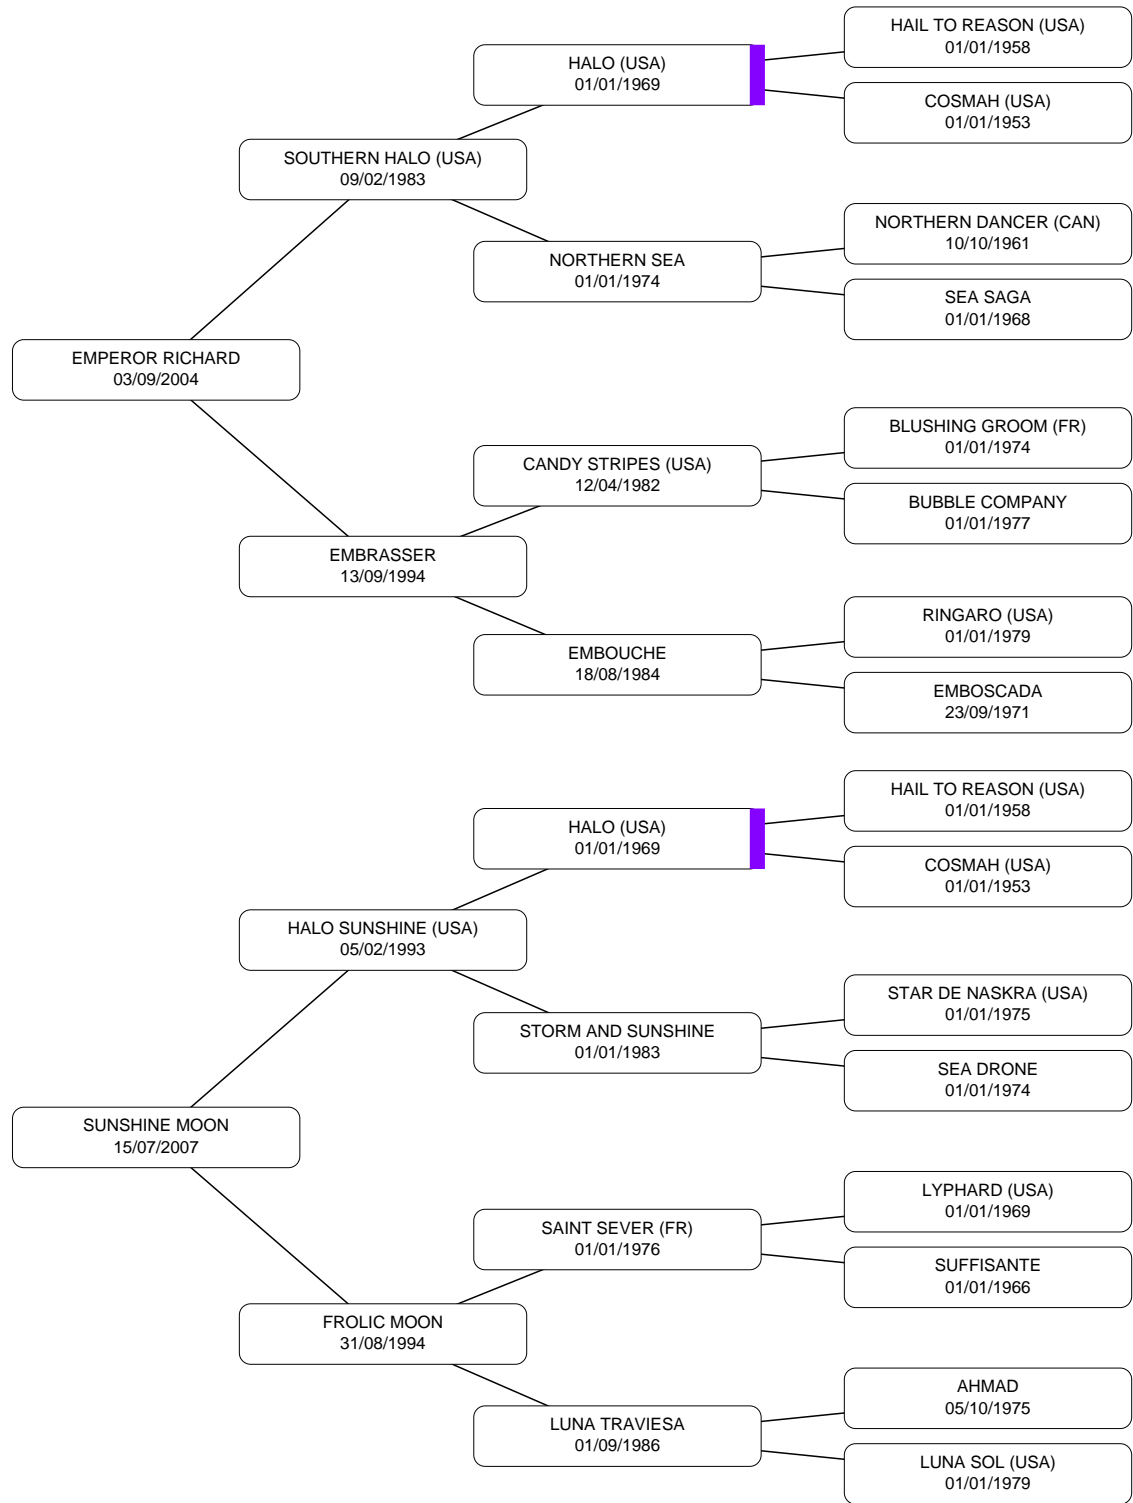 HAIL TO REASON (USA)
01/01/1958
HALO (USA)
01/01/1969
COSMAH (USA)
01/01/1953
SOUTHERN HALO (USA)
09/02/1983
NORTHERN DANCER (CAN)
10/10/1961
NORTHERN SEA
01/01/1974
SEA SAGA
01/01/1968
EMPEROR RICHARD
03/09/2004
BLUSHING GROOM (FR)
01/01/1974
CANDY STRIPES (USA)
12/04/1982
BUBBLE COMPANY
01/01/1977
EMBRASSER
13/09/1994
RINGARO (USA)
01/01/1979
EMBOUCHE
18/08/1984
EMBOSCADA
23/09/1971
HAIL TO REASON (USA)
01/01/1958
HALO (USA)
01/01/1969
COSMAH (USA)
01/01/1953
HALO SUNSHINE (USA)
05/02/1993
STAR DE NASKRA (USA)
01/01/1975
STORM AND SUNSHINE
01/01/1983
SEA DRONE
01/01/1974
SUNSHINE MOON
15/07/2007
LYPHARD (USA)
01/01/1969
SAINT SEVER (FR)
01/01/1976
SUFFISANTE
01/01/1966
FROLIC MOON
31/08/1994
AHMAD
05/10/1975
LUNA TRAVIESA
01/09/1986
LUNA SOL (USA)
01/01/1979